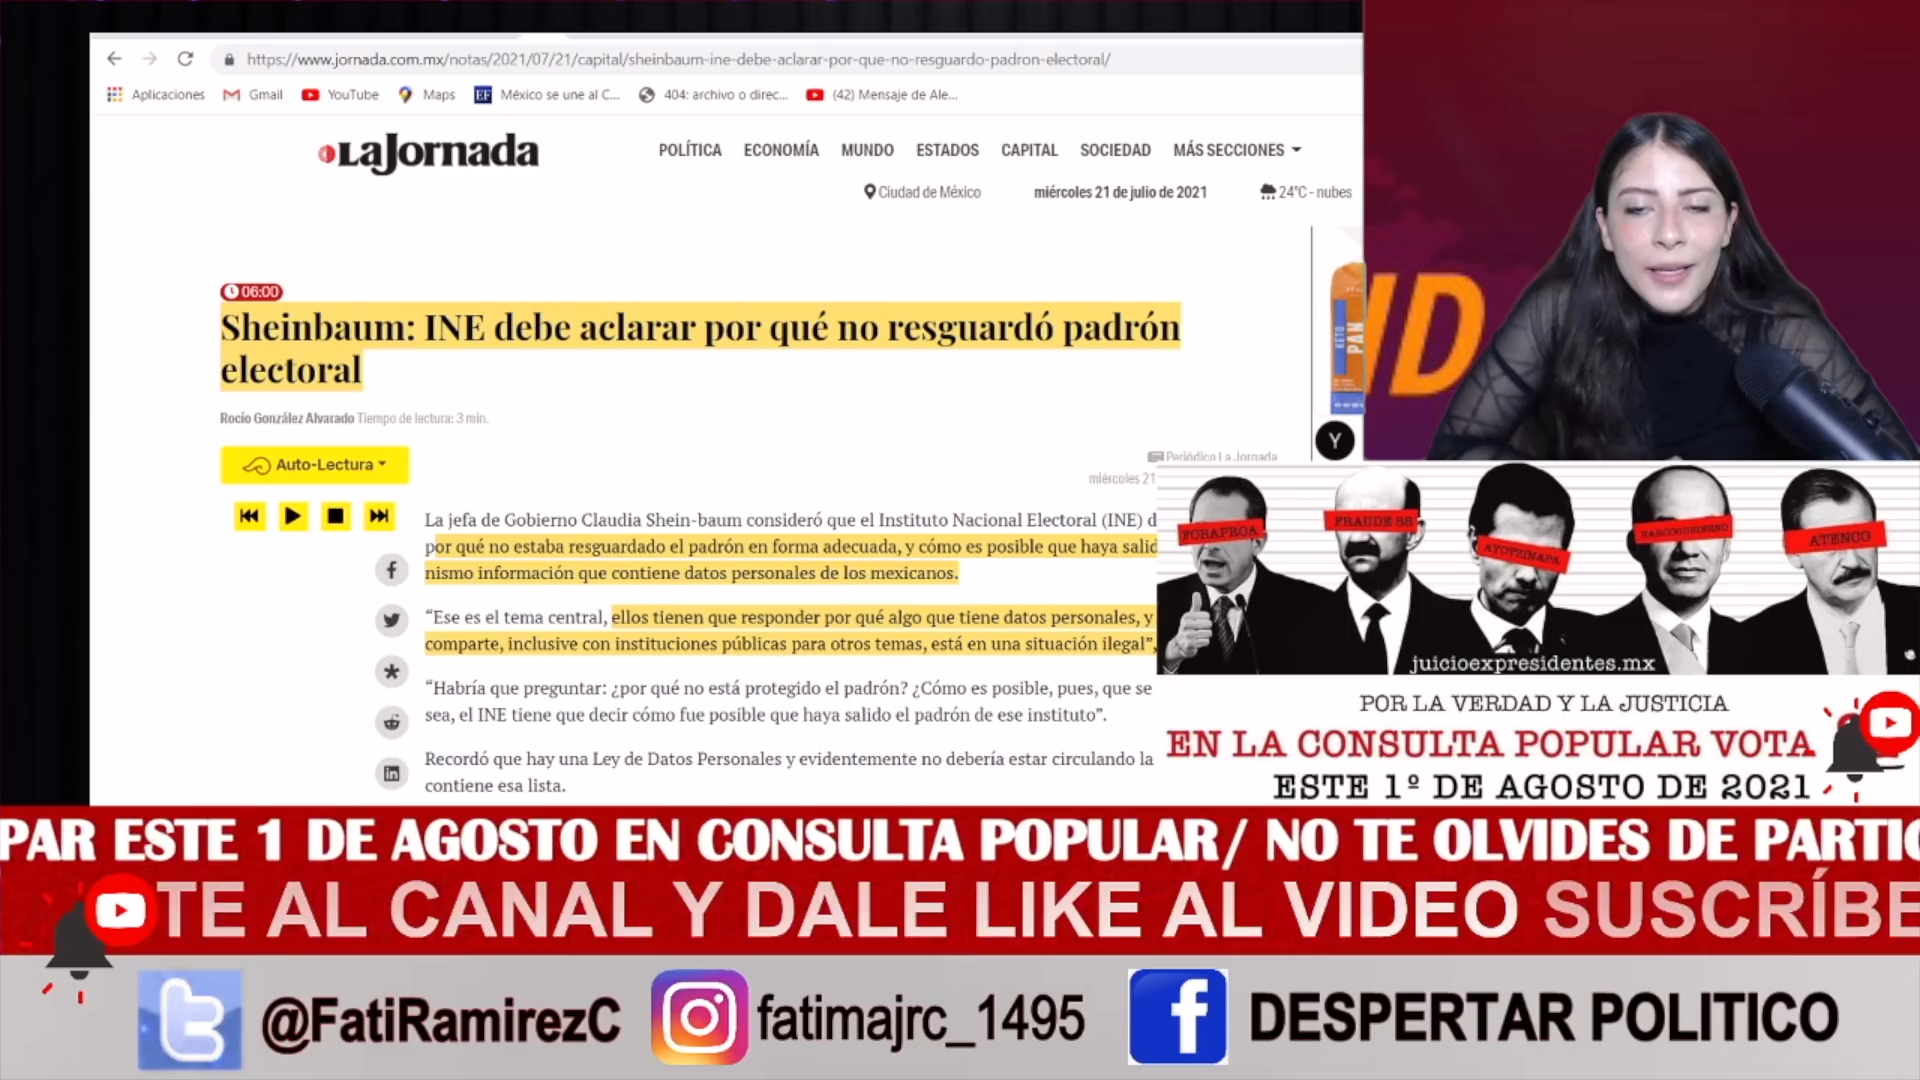 https://www.jornada.com.mx/notas/2021/07/21/capital/sheinbaum-ine-debe-aclarar-por-que-no-resguardo-padron-electoral/
Aplicaciones Gmail YouTube Maps EF México se une al C... 404: archivo o direc... (42) Mensaje de Ale...
La Jornada
POLÍTICA ECONOMÍA MUNDO ESTADOS CAPITAL SOCIEDAD MÁS SECCIONES
Ciudad de México miércoles 21 de julio de 2021 24°C - nubes
06:00
Sheinbaum: INE debe aclarar por qué no resguardó padrón
electoral
Rocío González Alvarado Tiempo de lectura: 3 min.
Auto-Lectura
Periódico La Jornada
miércoles 21
La jefa de Gobierno Claudia Shein-baum consideró que el Instituto Nacional Electoral (INE) d
por qué no estaba resguardado el padrón en forma adecuada, y cómo es posible que haya salid
nismo información que contiene datos personales de los mexicanos.
“Ese es el tema central, ellos tienen que responder por qué algo que tiene datos personales, y
comparte, inclusive con instituciones públicas para otros temas, está en una situación ilegal”,
“Habría que preguntar: ¿por qué no está protegido el padrón? ¿Cómo es posible, pues, que se
sea, el INE tiene que decir cómo fue posible que haya salido el padrón de ese instituto”.
Recordó que hay una Ley de Datos Personales y evidentemente no debería estar circulando la
contiene esa lista.
KETO
PAN
Y
ID
FOBAPROA
FRAUDE 88
AYOTZINAPA
NARCOGOBIERNO
ATENCO
juicioexpresidentes.mx
POR LA VERDAD Y LA JUSTICIA
EN LA CONSULTA POPULAR VOTA
ESTE 1º DE AGOSTO DE 2021
PAR ESTE 1 DE AGOSTO EN CONSULTA POPULAR/ NO TE OLVIDES DE PARTIC
TE AL CANAL Y DALE LIKE AL VIDEO SUSCRÍBE
@FatiRamirezC fatimajrc_1495 DESPERTAR POLITICO